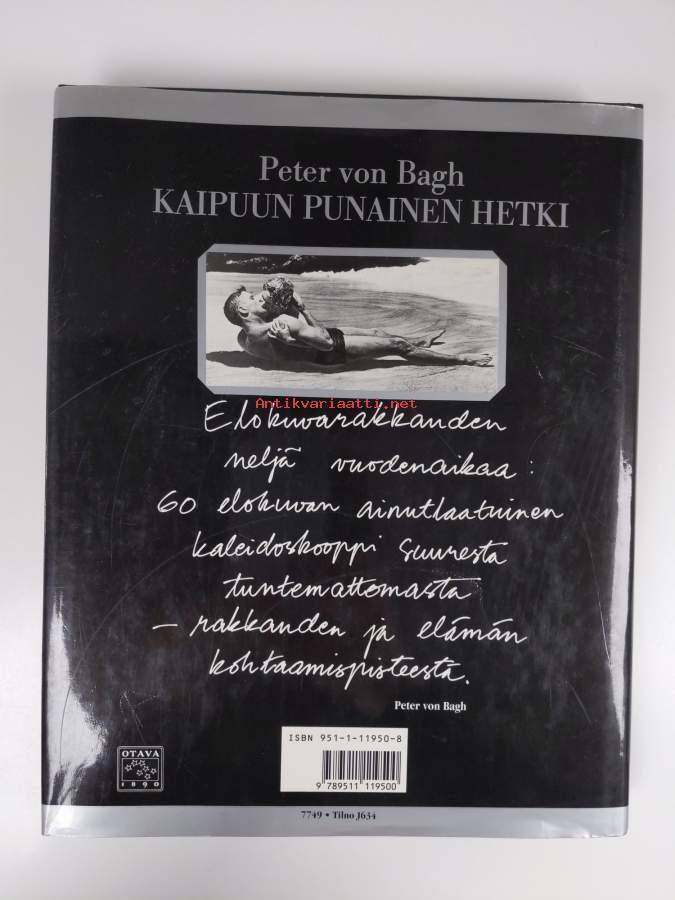 Peter von Bagh
KAIPUUN PUNAINEN HETKI
Antikvariaatti.net
Elokuvarakkauden
neljä vuodenaikaa:
60 elokuvan ainutlaatuinen
kaleidoskooppi suuresta
tuntemattomasta
– rakkauden ja elämän
kohtaamispisteestä.
Peter von Bagh
ISBN 951-1-11950-8
9 789511 119500
OTAVA
1890
7749 • Tilno J634